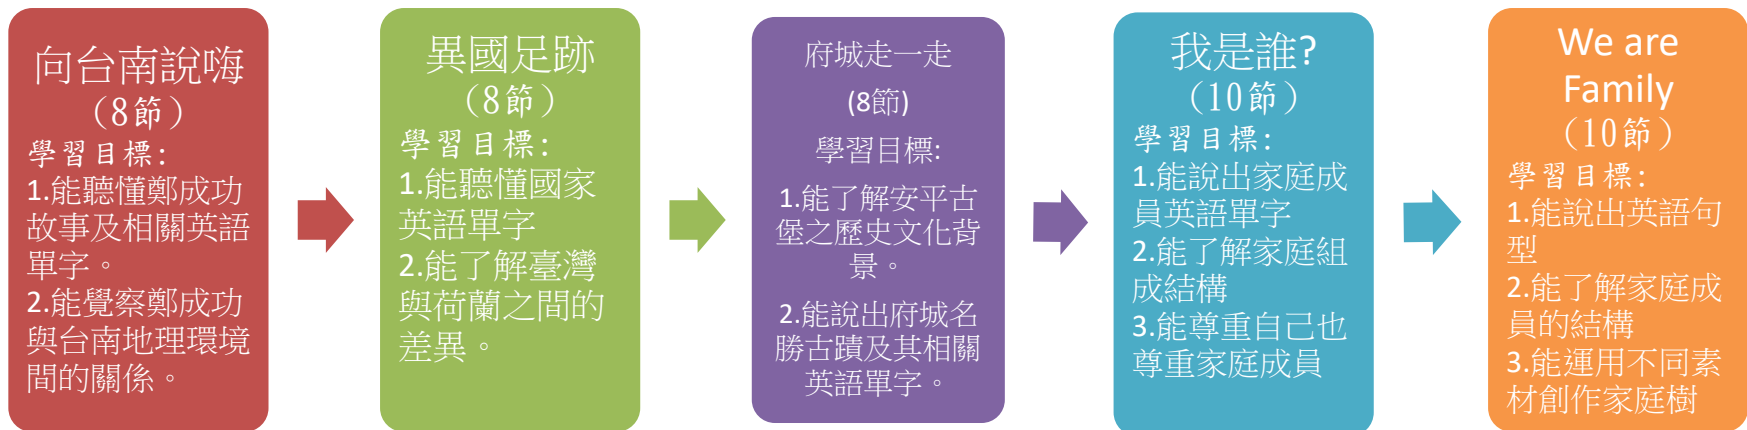 向台南說嗨
（8節）
學習目標:
1.能聽懂鄭成功
故事及相關英語
單字。
2.能覺察鄭成功
與台南地理環境
間的關係。
異國足跡
（8節）
學習目標:
1.能聽懂國家
英語單字
2.能了解臺灣
與荷蘭之間的
差異。
府城走一走
(8節)
學習目標:
1.能了解安平古
堡之歷史文化背
景。
2.能說出府城名
勝古蹟及其相關
英語單字。
我是誰?
（10節）
學習目標:
1.能說出家庭成
員英語單字
2.能了解家庭組
成結構
3.能尊重自己也
尊重家庭成員
We are
Family
（10節）
學習目標:
1.能說出英語句
型
2.能了解家庭成
員的結構
3.能運用不同素
材創作家庭樹